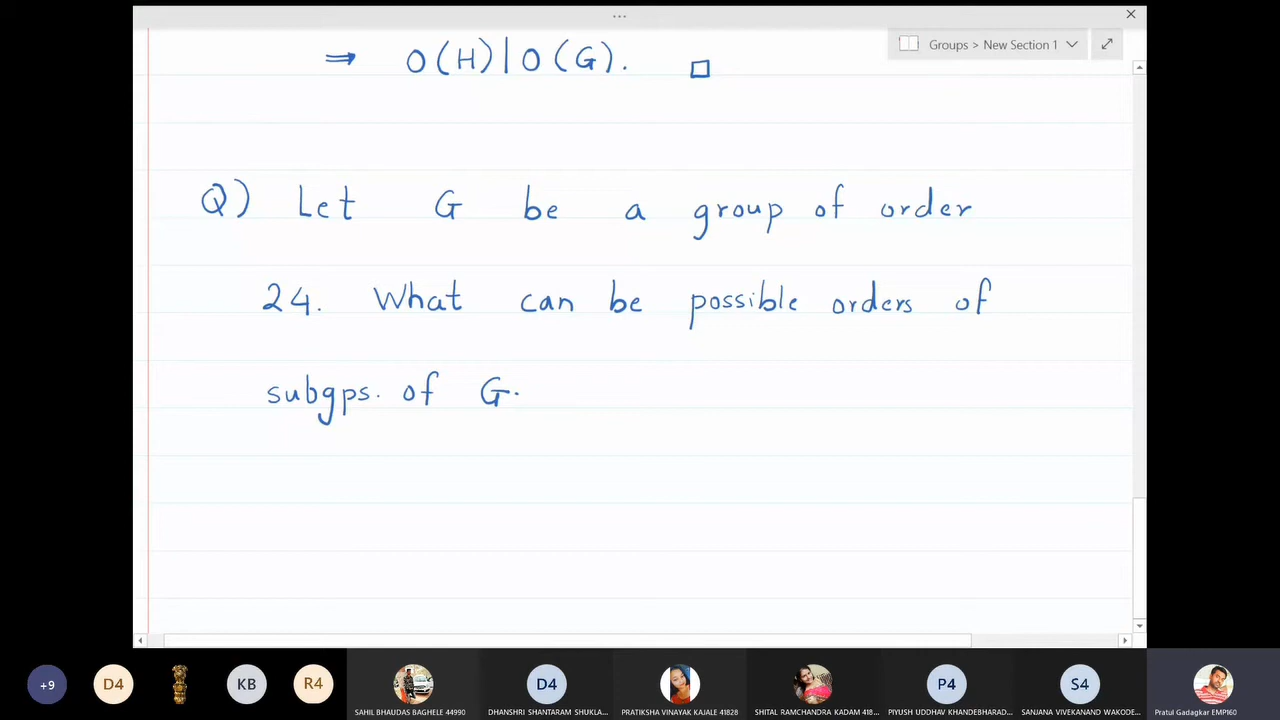 ...
Groups > New Section 1
⇒ O(H)|O(G). □
Q) Let G be a group of order
24. What can be possible orders of
subgps. of G.
+9
D4
KB
R4
SAHIL BHAUDAS BAGHELE 44990
D4
DHANSHRI SHANTARAM SHUKLA...
PRATIKSHA VINAYAK KAJALE 41828
SHITAL RAMCHANDRA KADAM 418...
P4
PIYUSH UDDHAV KHANDEBHARAD...
S4
SANJANA VIVEKANAND WAKODE...
Pratul Gadagkar EMP160